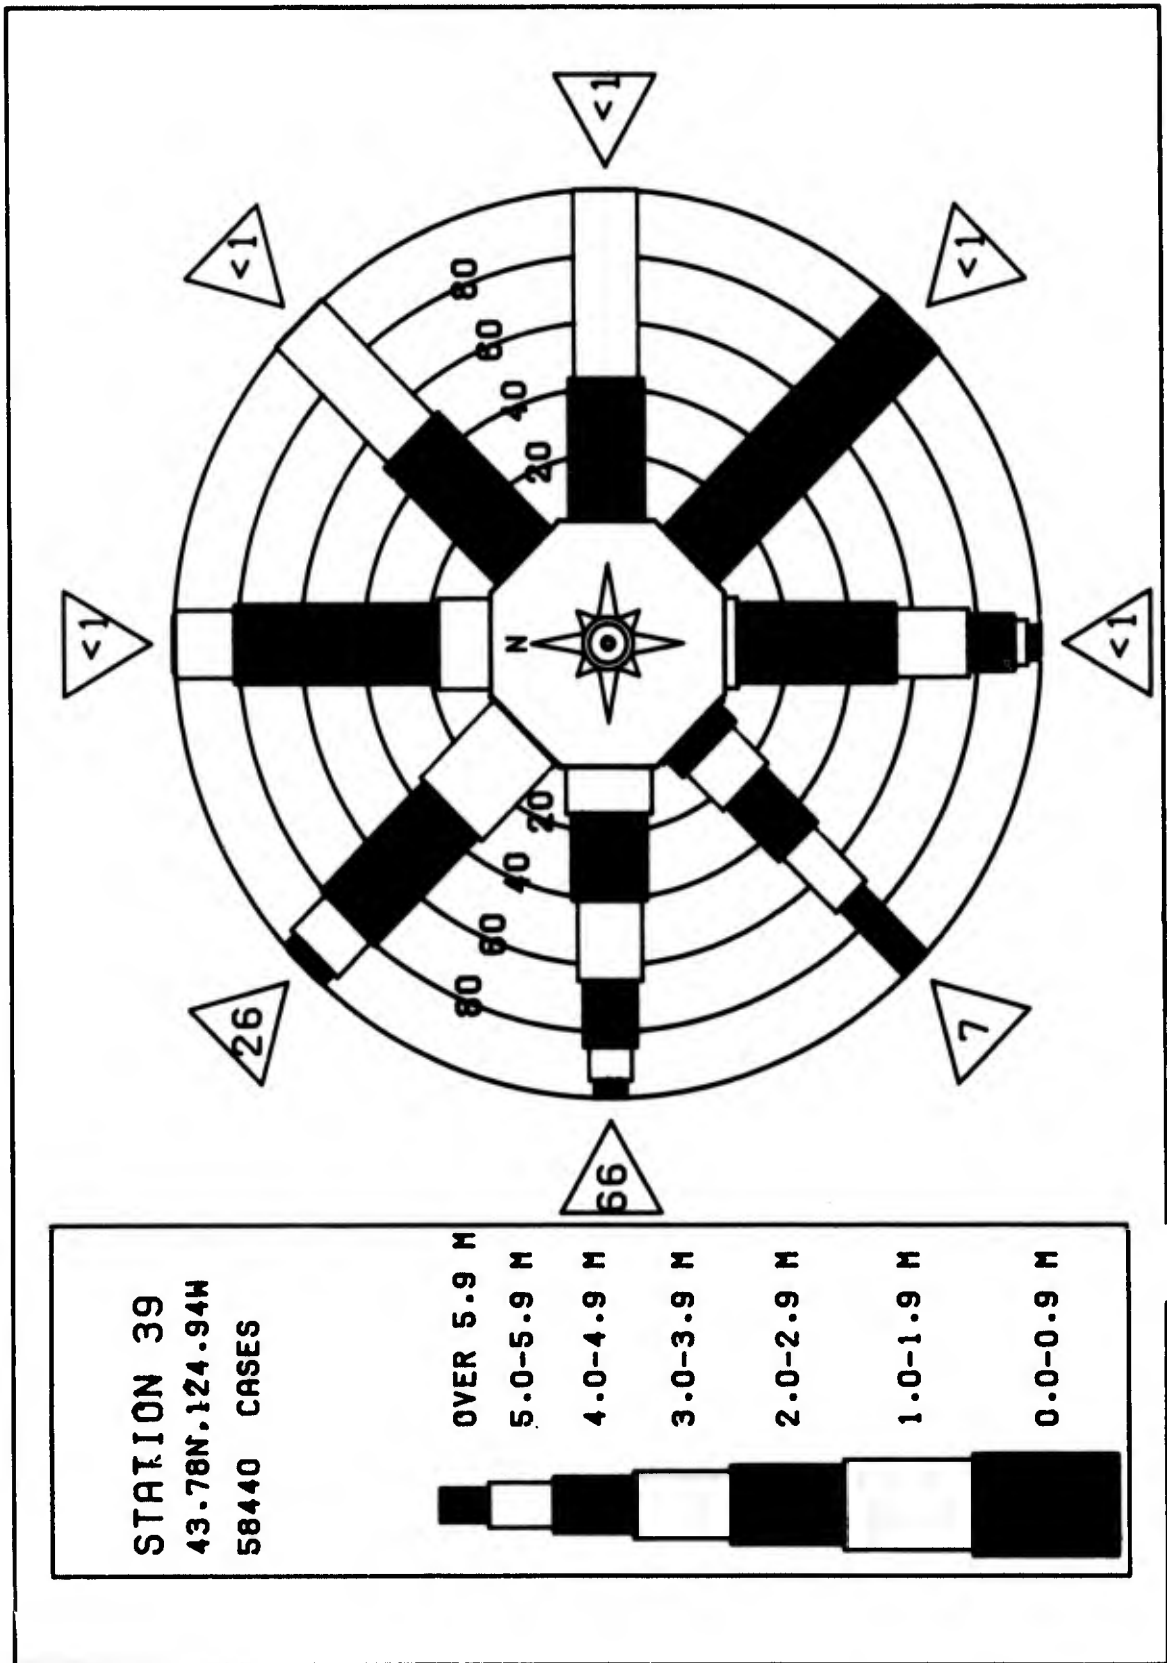 STATION 39
43.78N,124.94W
58440 CASES
OVER 5.9 M
5.0-5.9 M
4.0-4.9 M
3.0-3.9 M
2.0-2.9 M
1.0-1.9 M
0.0-0.9 M
N
<1
<1
<1
<1
<1
7
66
26
20
40
60
80
20
40
60
80